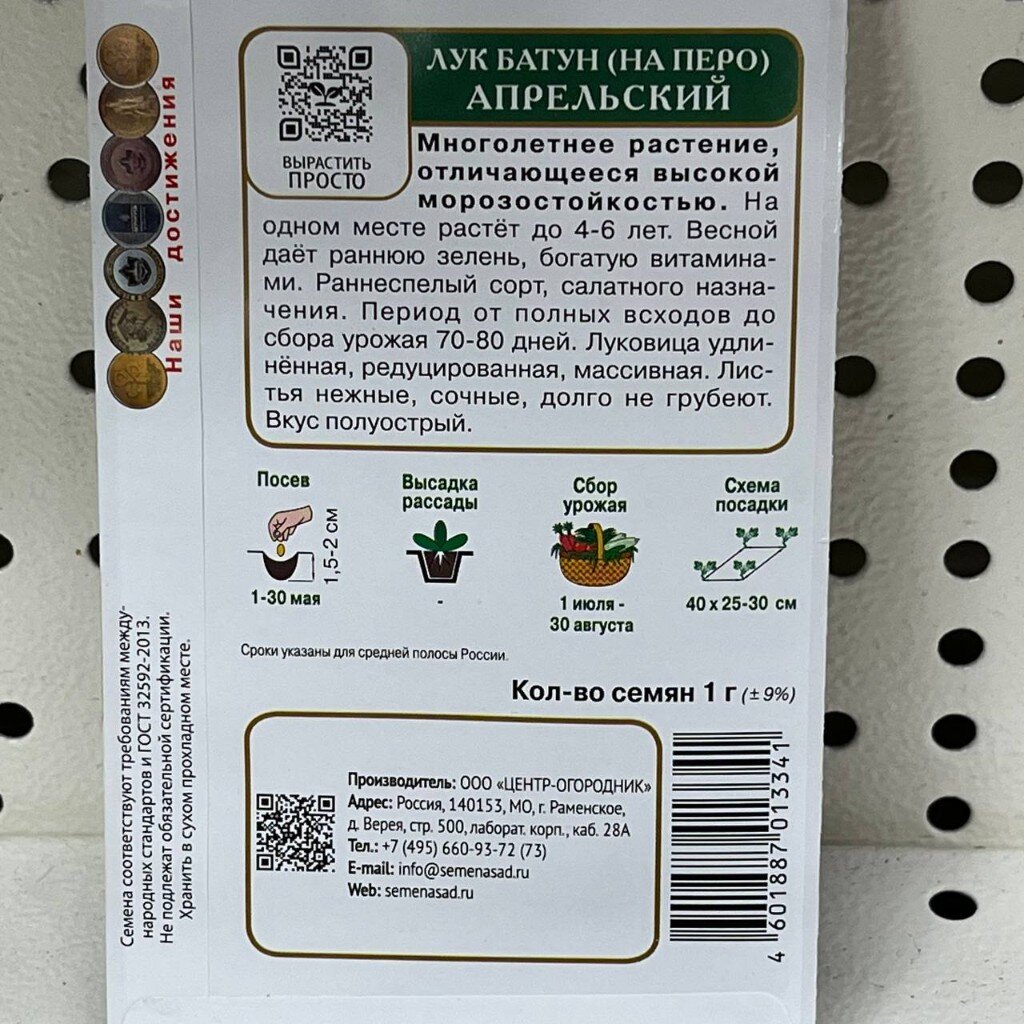 Наши достижения
ВЫРАСТИТЬ
ПРОСТО
ЛУК БАТУН (НА ПЕРО)
АПРЕЛЬСКИЙ
Многолетнее растение,
отличающееся высокой
морозостойкостью. На
одном месте растёт до 4-6 лет. Весной
даёт раннюю зелень, богатую витамина-
ми. Раннеспелый сорт, салатного назна-
чения. Период от полных всходов до
сбора урожая 70-80 дней. Луковица удли-
нённая, редуцированная, массивная. Лис-
тья нежные, сочные, долго не грубеют.
Вкус полуострый.
Посев
1,5-2 см
1-30 мая
Высадка
рассады
-
Сбор
урожая
1 июля -
30 августа
Схема
посадки
40 х 25-30 см
Сроки указаны для средней полосы России.
Кол-во семян 1 г (± 9%)
Семена соответствуют требованиям между-
народных стандартов и ГОСТ 32592-2013.
Не подлежат обязательной сертификации.
Хранить в сухом прохладном месте.
Производитель: ООО «ЦЕНТР-ОГОРОДНИК»
Адрес: Россия, 140153, МО, г. Раменское,
д. Верея, стр. 500, лаборат. корп., каб. 28А
Тел.: +7 (495) 660-93-72 (73)
E-mail: info@semenasad.ru
Web: semenasad.ru
4 601887 013341